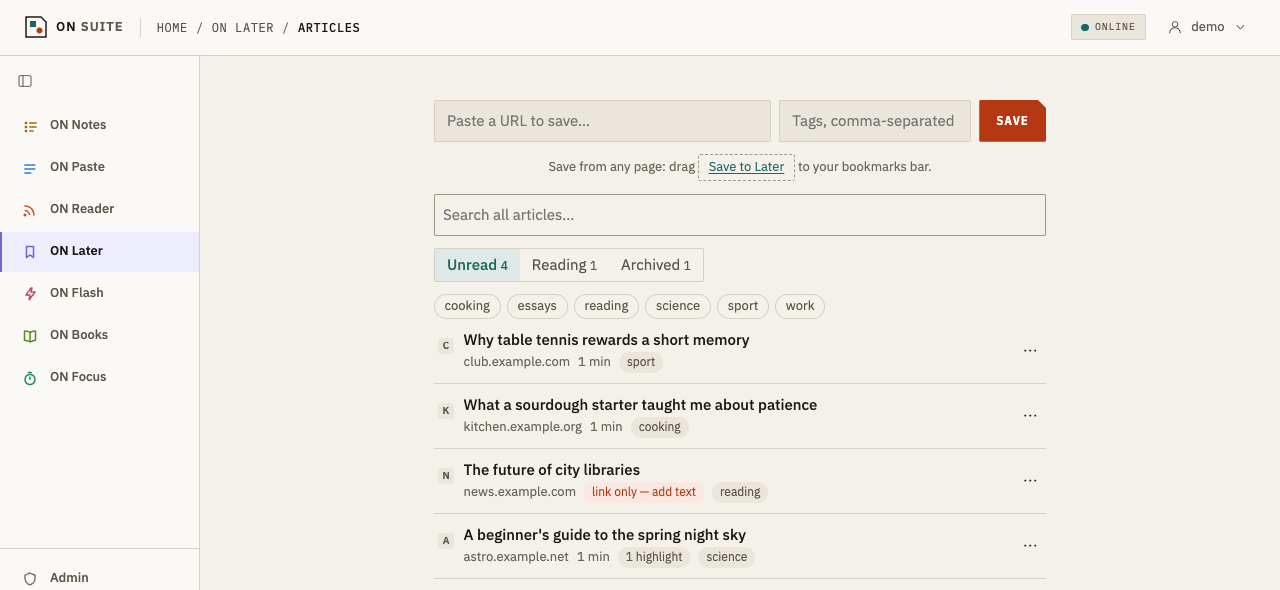 ON SUITE HOME / ON LATER / ARTICLES ONLINE demo
ON Notes
ON Paste
ON Reader
ON Later
ON Flash
ON Books
ON Focus
Admin
Paste a URL to save... Tags, comma-separated SAVE
Save from any page: drag Save to Later to your bookmarks bar.
Search all articles...
Unread 4 Reading 1 Archived 1
cooking essays reading science sport work
C Why table tennis rewards a short memory ...
club.example.com 1 min sport
K What a sourdough starter taught me about patience ...
kitchen.example.org 1 min cooking
N The future of city libraries ...
news.example.com link only — add text reading
A A beginner's guide to the spring night sky ...
astro.example.net 1 min 1 highlight science